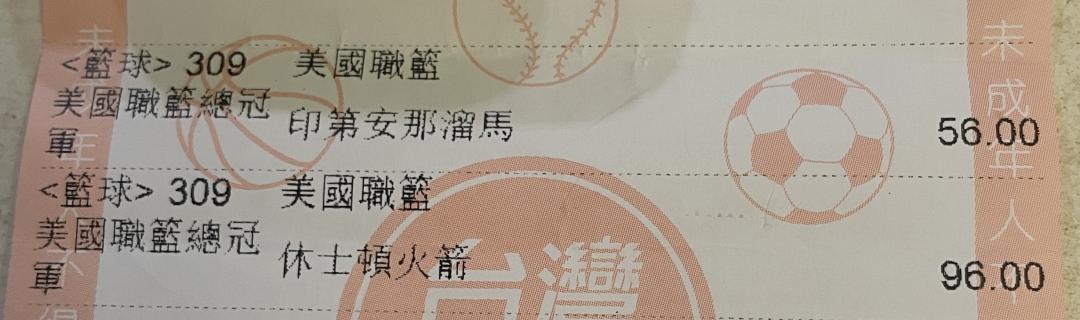 <籃球> 309 美國職籃
美國職籃總冠
軍
印第安那溜馬 56.00
<籃球> 309 美國職籃
美國職籃總冠
軍
休士頓火箭 96.00
台灣
未成年人